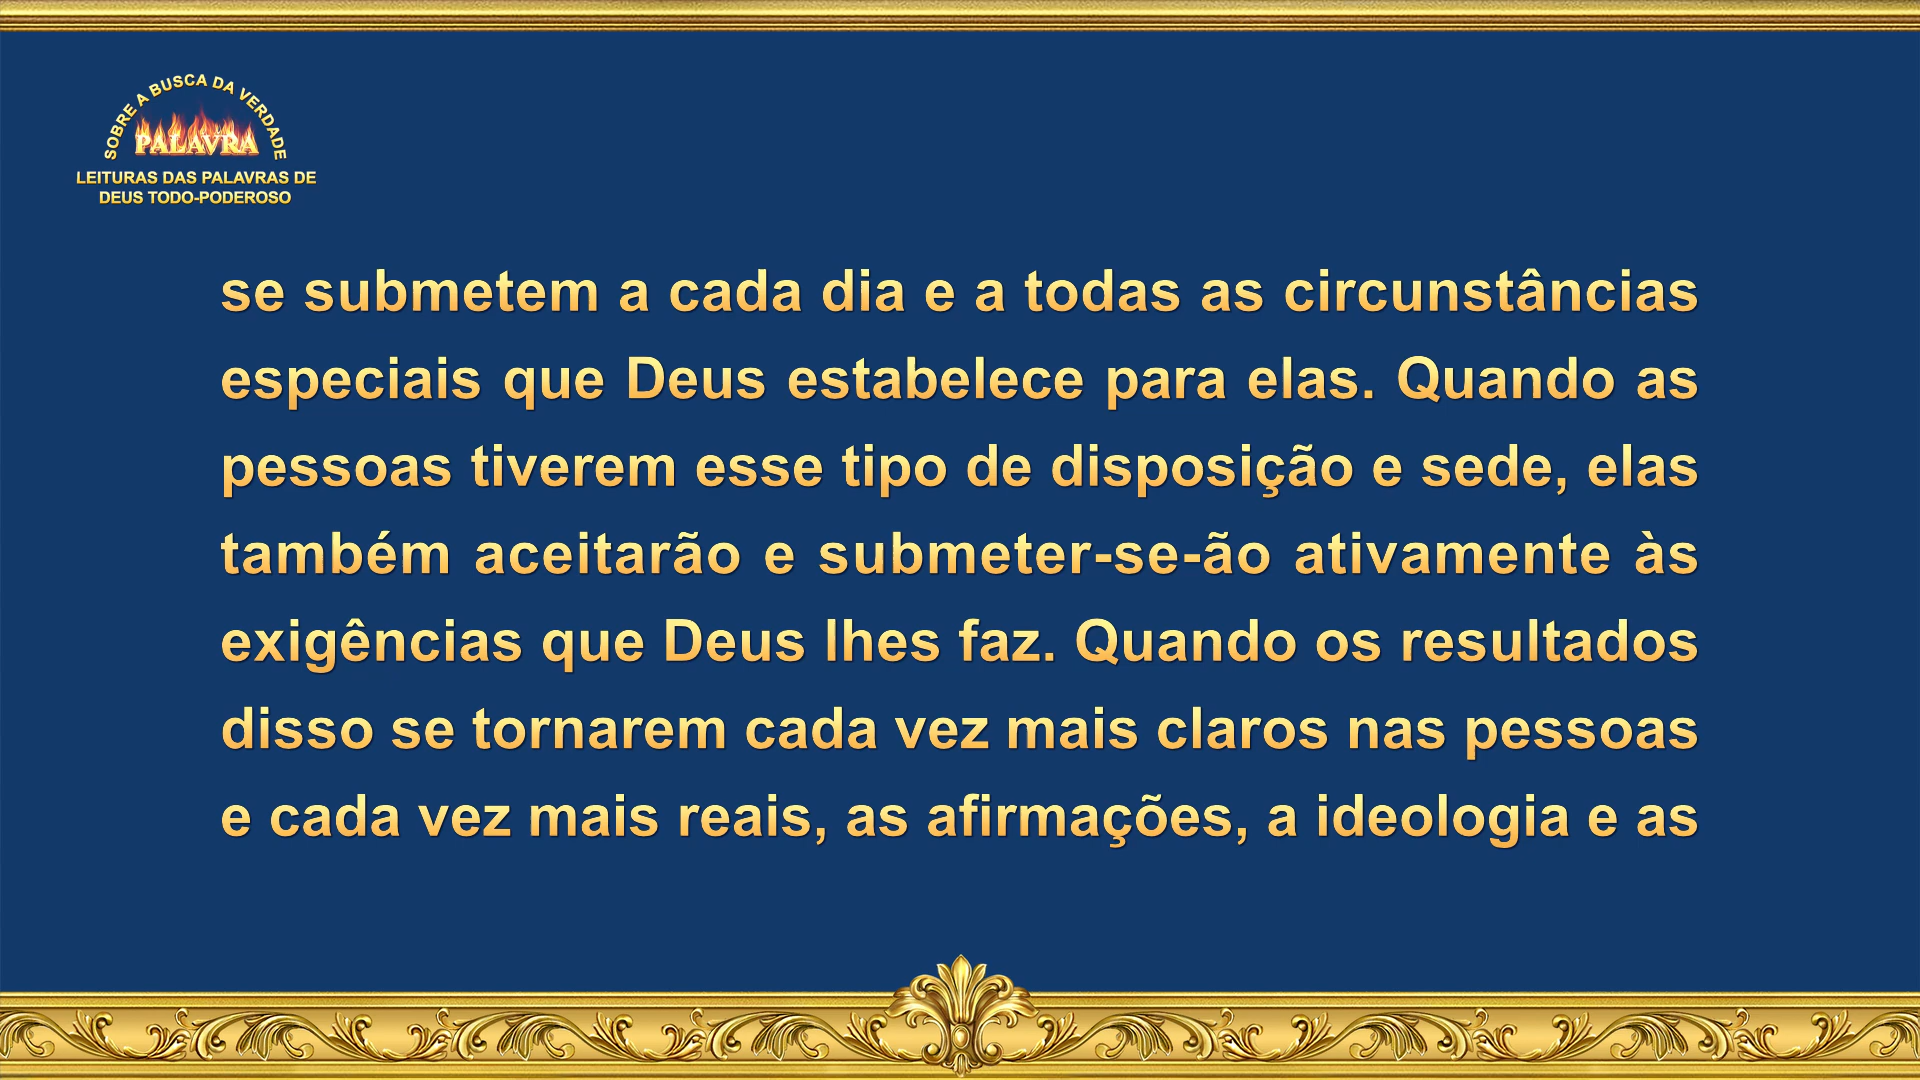 SOBRE A BUSCA DA VERDADE
PALAVRA
LEITURAS DAS PALAVRAS DE
DEUS TODO-PODEROSO
se submetem a cada dia e a todas as circunstâncias
especiais que Deus estabelece para elas. Quando as
pessoas tiverem esse tipo de disposição e sede, elas
também aceitarão e submeter-se-ão ativamente às
exigências que Deus lhes faz. Quando os resultados
disso se tornarem cada vez mais claros nas pessoas
e cada vez mais reais, as afirmações, a ideologia e as